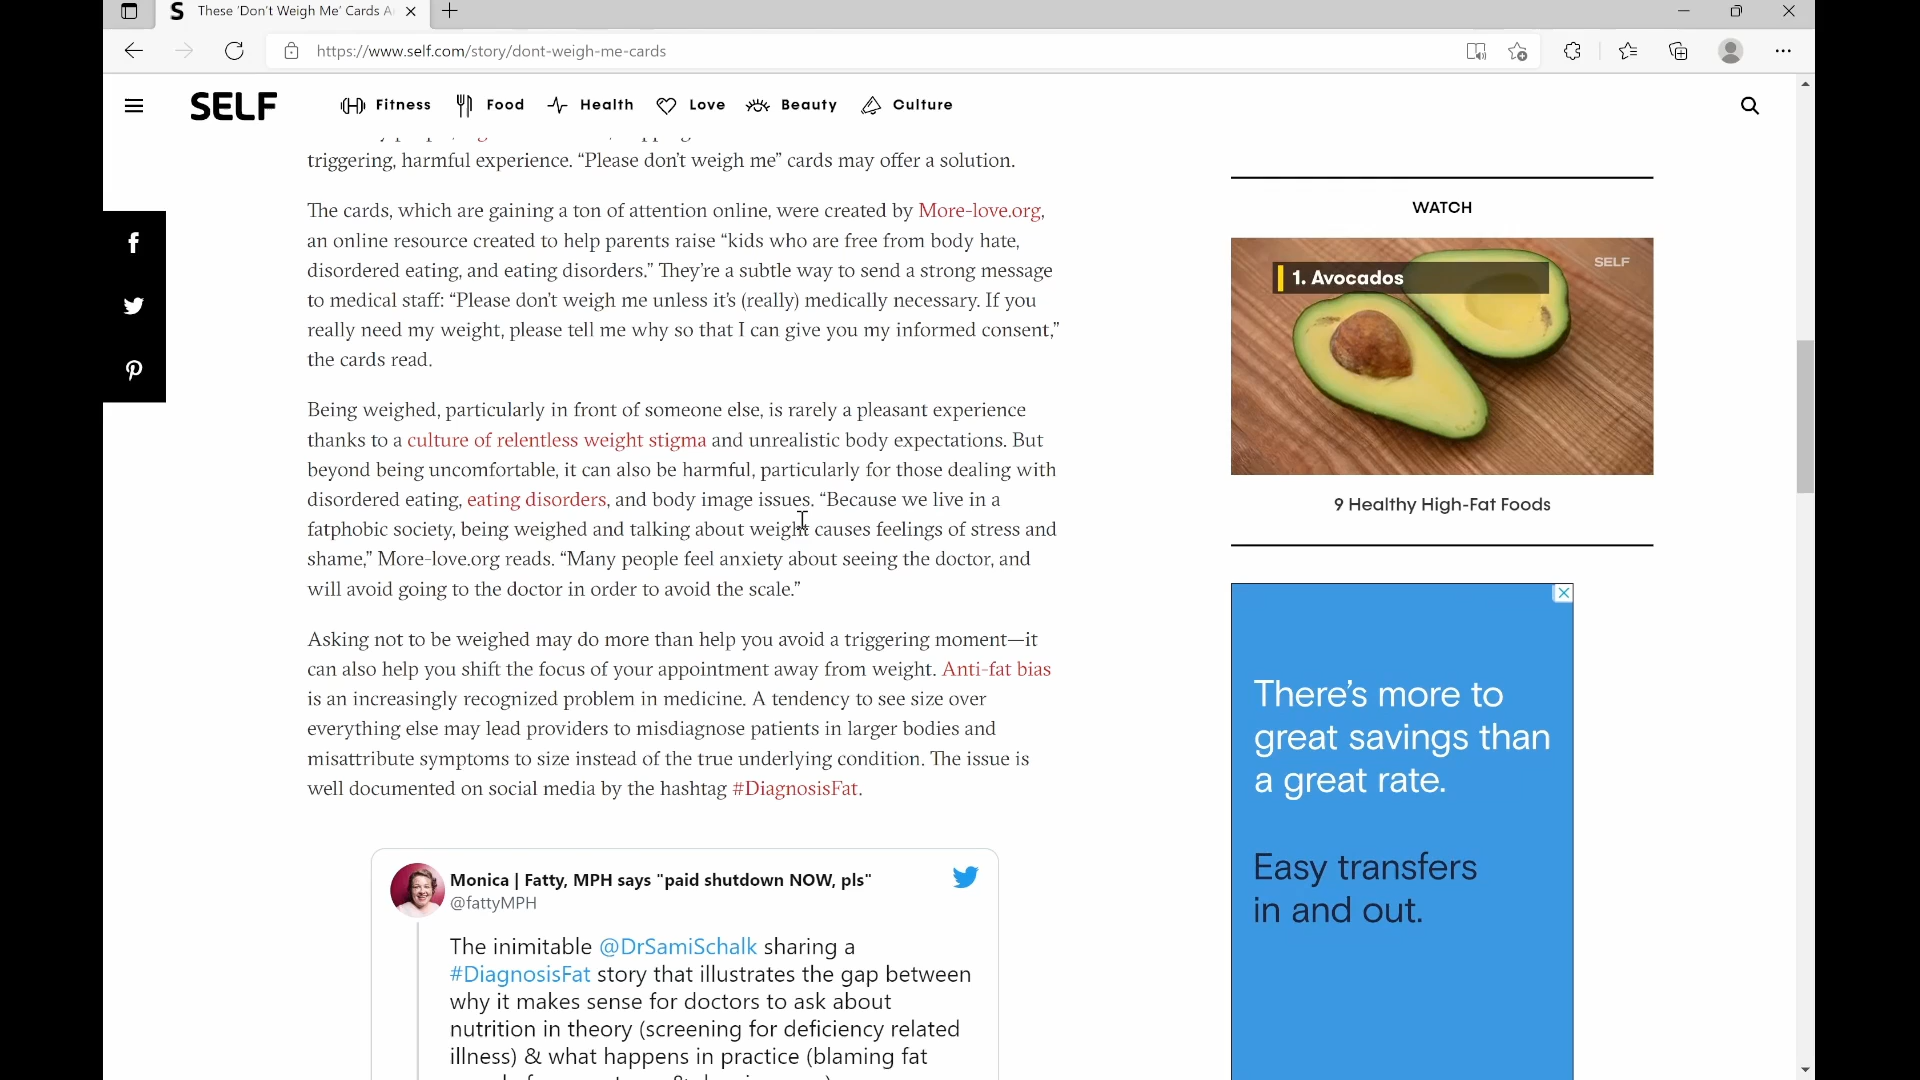 These 'Don't Weigh Me' Cards A
https://www.self.com/story/dont-weigh-me-cards
SELF
Fitness
Food
Health
Love
Beauty
Culture
triggering, harmful experience. “Please don’t weigh me” cards may offer a solution.
The cards, which are gaining a ton of attention online, were created by More-love.org,
an online resource created to help parents raise “kids who are free from body hate,
disordered eating, and eating disorders.” They’re a subtle way to send a strong message
to medical staff: “Please don’t weigh me unless it’s (really) medically necessary. If you
really need my weight, please tell me why so that I can give you my informed consent,”
the cards read.
Being weighed, particularly in front of someone else, is rarely a pleasant experience
thanks to a culture of relentless weight stigma and unrealistic body expectations. But
beyond being uncomfortable, it can also be harmful, particularly for those dealing with
disordered eating, eating disorders, and body image issues. “Because we live in a
fatphobic society, being weighed and talking about weight causes feelings of stress and
shame,” More-love.org reads. “Many people feel anxiety about seeing the doctor, and
will avoid going to the doctor in order to avoid the scale.”
Asking not to be weighed may do more than help you avoid a triggering moment—it
can also help you shift the focus of your appointment away from weight. Anti-fat bias
is an increasingly recognized problem in medicine. A tendency to see size over
everything else may lead providers to misdiagnose patients in larger bodies and
misattribute symptoms to size instead of the true underlying condition. The issue is
well documented on social media by the hashtag #DiagnosisFat.
Monica | Fatty, MPH says "paid shutdown NOW, pls"
@fattyMPH
The inimitable @DrSamiSchalk sharing a
#DiagnosisFat story that illustrates the gap between
why it makes sense for doctors to ask about
nutrition in theory (screening for deficiency related
illness) & what happens in practice (blaming fat
WATCH
SELF
1. Avocados
9 Healthy High-Fat Foods
There’s more to
great savings than
a great rate.
Easy transfers
in and out.